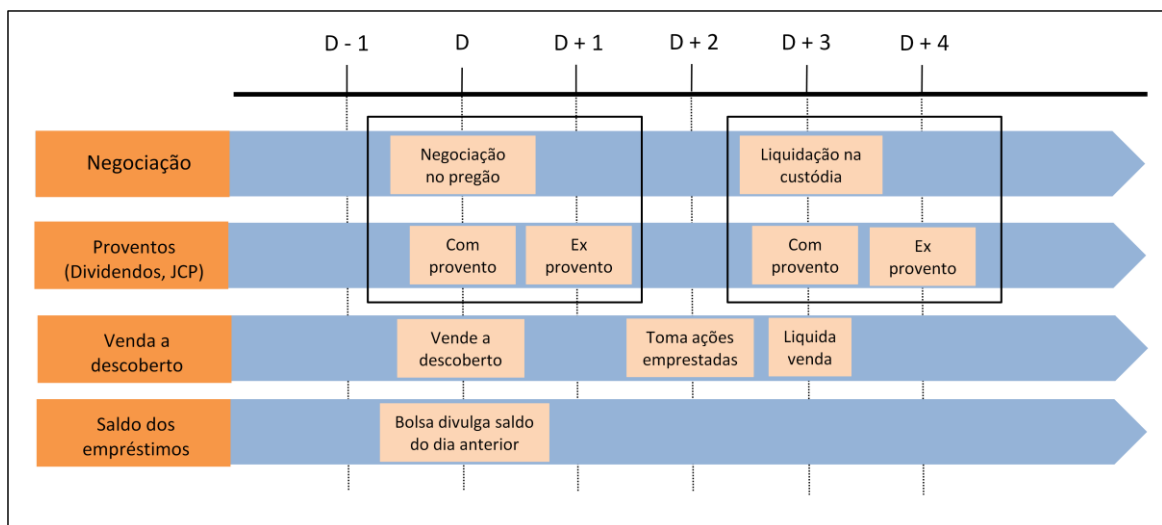 D - 1
D
D + 1
D + 2
D + 3
D + 4
Negociação
Negociação
no pregão
Liquidação na
custódia
Proventos
(Dividendos, JCP)
Com
provento
Ex
provento
Com
provento
Ex
provento
Venda a
descoberto
Vende a
descoberto
Toma ações
emprestadas
Liquida
venda
Saldo dos
empréstimos
Bolsa divulga saldo
do dia anterior